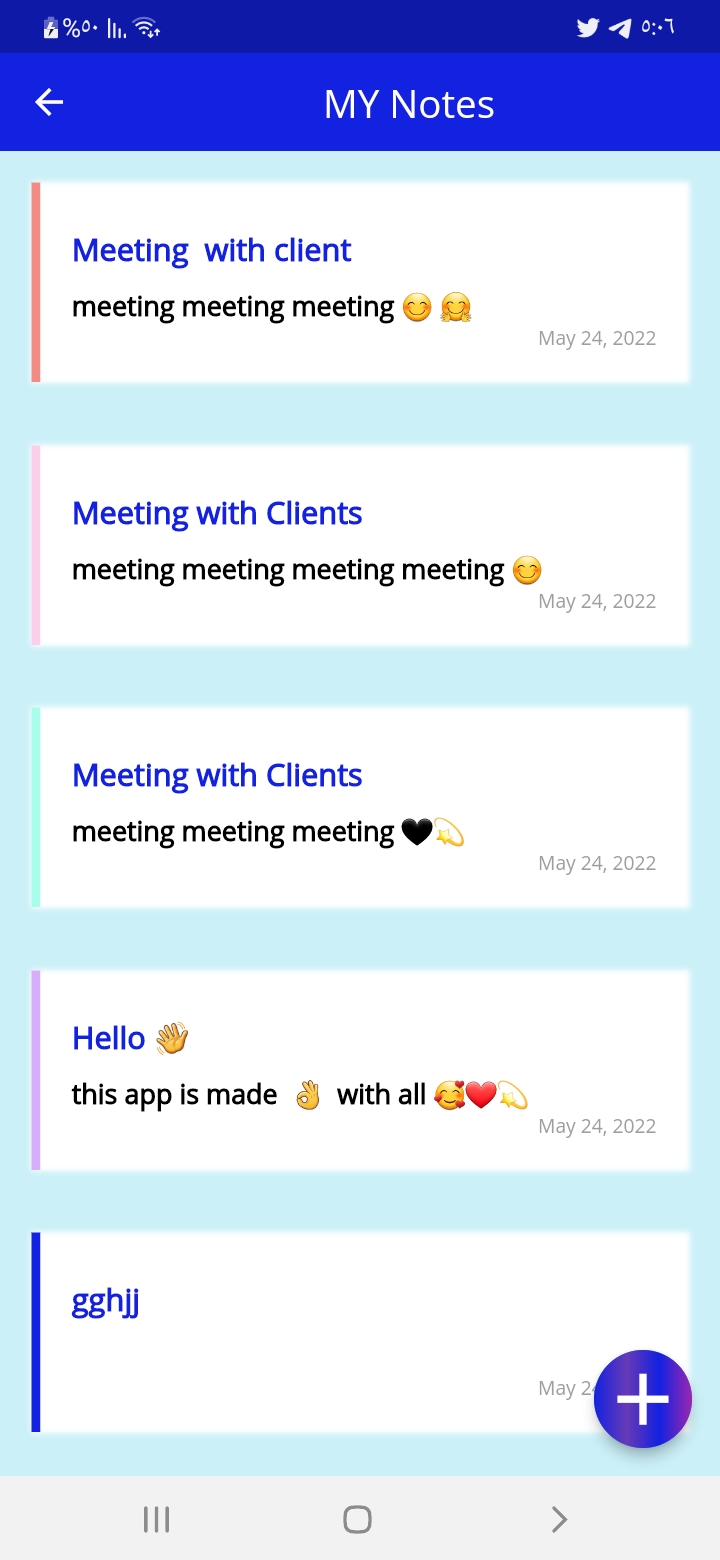 %٥٠ ٥:٠٦
MY Notes
Meeting  with client
meeting meeting meeting 😊 🤗
May 24, 2022
Meeting with Clients
meeting meeting meeting meeting 😊
May 24, 2022
Meeting with Clients
meeting meeting meeting 🖤💫
May 24, 2022
Hello 👋
this app is made  👌  with all 🥰❤️💫
May 24, 2022
gghjj
May 2